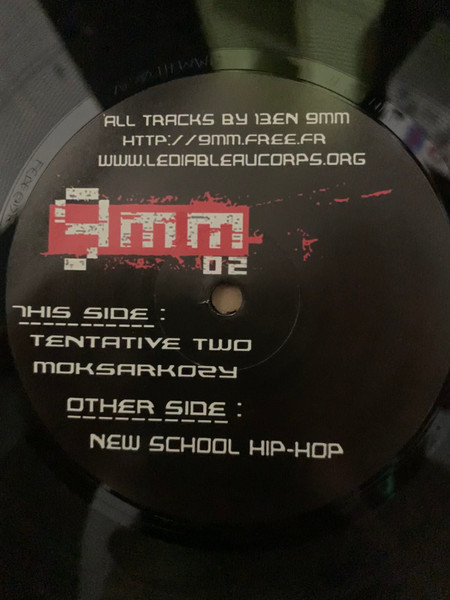 ALL TRACKS BY BEN 9MM
HTTP://9MM.FREE.FR
WWW.LEDIABLEAUCORPS.ORG
9mm
02
THIS SIDE :
TENTATIVE TWO
MOKSARKOZY
OTHER SIDE :
NEW SCHOOL HIP-HOP